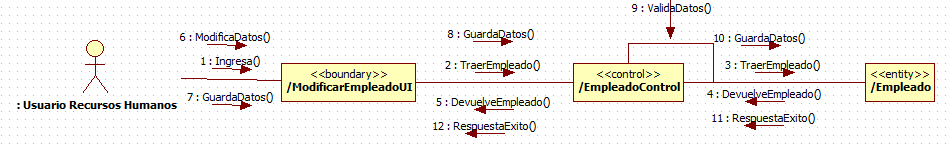 9 : ValidaDatos()
6 : ModificaDatos()
8 : GuardaDatos()
10 : GuardaDatos()
1 : Ingresa()
2 : TraerEmpleado()
3 : TraerEmpleado()
<<boundary>>
/ModificarEmpleadoUI
<<control>>
/EmpleadoControl
<<entity>>
/Empleado
: Usuario Recursos Humanos
7 : GuardaDatos()
5 : DevuelveEmpleado()
4 : DevuelveEmpleado()
12 : RespuestaExito()
11 : RespuestaExito()